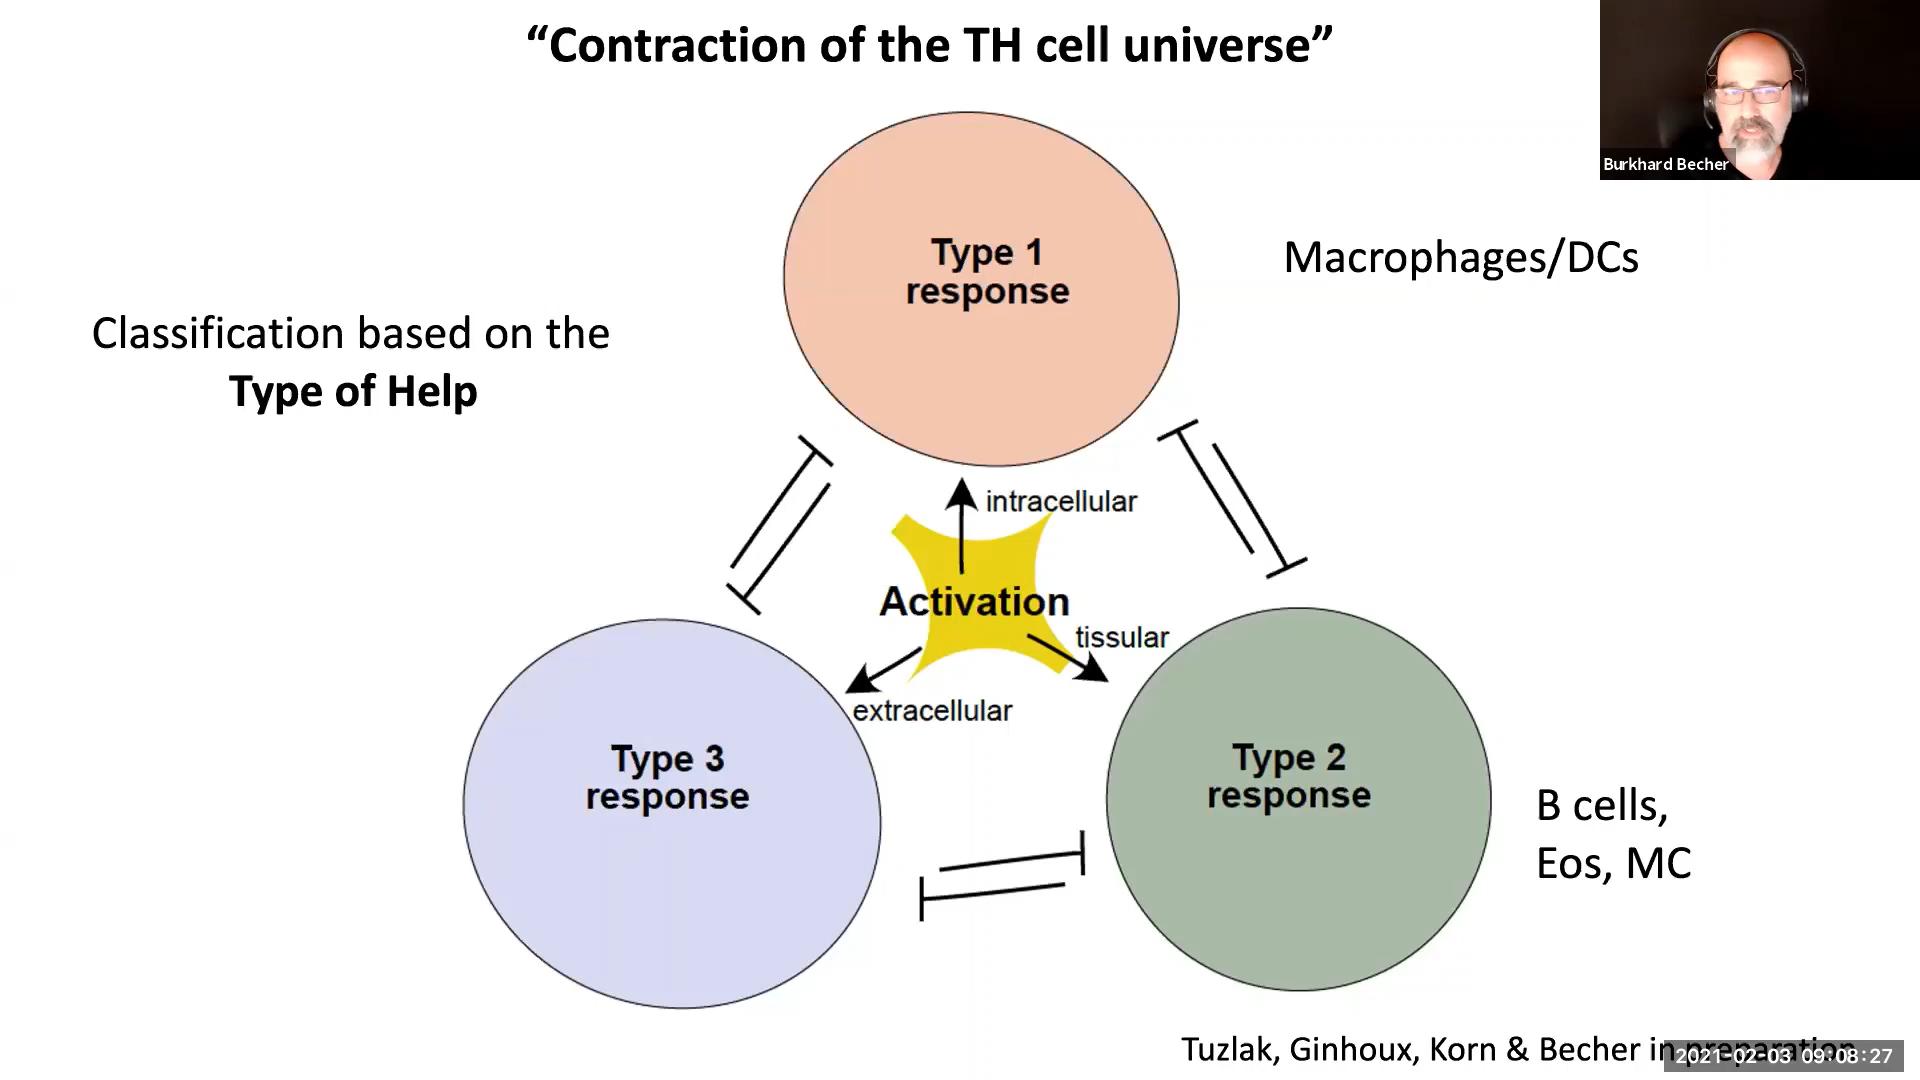 “Contraction of the TH cell universe”
Burkhard Becher
Type 1
response
Macrophages/DCs
Classification based on the
Type of Help
intracellular
Activation
tissular
extracellular
Type 3
response
Type 2
response
B cells,
Eos, MC
Tuzlak, Ginhoux, Korn & Becher in preparation
2021-02-03 09:08:27